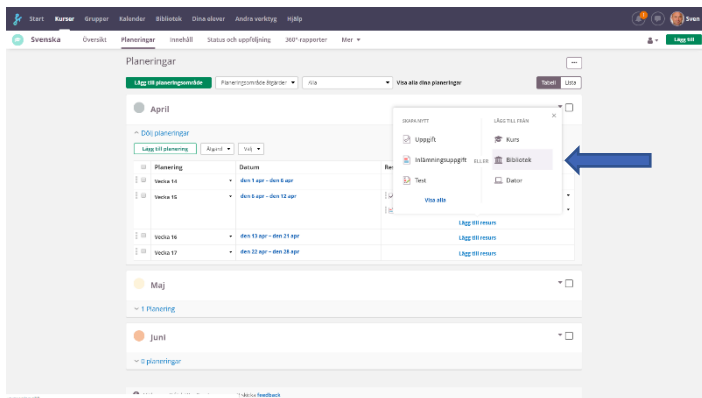 Start Kurser Grupper Kalender Bibliotek Dina elever Andra verktyg Hjälp Sven
Svenska Översikt Planeringar Innehåll Status och uppföljning 360°-rapporter Mer Lägg till
Planeringar
Lägg till planeringsområde Planeringsområde åtgärder Alla Visa alla dina planeringar Tabell Lista
April
Dölj planeringar
Lägg till planering Åtgärd Välj
Planering Datum Res
Vecka 14 den 1 apr – den 6 apr
Vecka 15 den 6 apr – den 12 apr
Lägg till resurs
Vecka 16 den 13 apr – den 21 apr Lägg till resurs
Vecka 17 den 22 apr – den 28 apr Lägg till resurs
SKAPA NYTT LÄGG TILL FRÅN
Uppgift Kurs
Inlämningsuppgift ELLER Bibliotek
Test Dator
Visa alla
Maj
1 Planering
Juni
0 planeringar
feedback